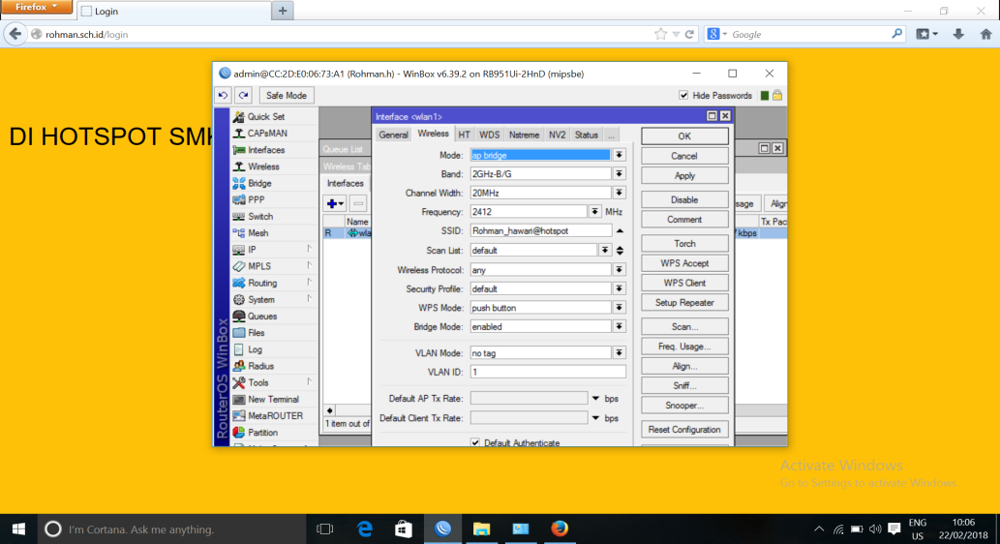 Firefox
Login
rohman.sch.id/login
Google
DI HOTSPOT SM
admin@CC:2D:E0:06:73:A1 (Rohman.h) - WinBox v6.39.2 on RB951Ui-2HnD (mipsbe)
Safe Mode
Hide Passwords
RouterOS WinBox
Quick Set
CAPsMAN
Interfaces
Wireless
Bridge
PPP
Switch
Mesh
IP
MPLS
Routing
System
Queues
Files
Log
Radius
Tools
New Terminal
MetaROUTER
Partition
Queue List
Wireless Tab
Interfaces
Name
R wla
1 item out of
sage Align
Tx Pac
kbps
Interface <wlan1>
General Wireless HT WDS Nstreme NV2 Status ...
Mode: ap bridge
Band: 2GHz-B/G
Channel Width: 20MHz
Frequency: 2412 MHz
SSID: Rohman_hawari@hotspot
Scan List: default
Wireless Protocol: any
Security Profile: default
WPS Mode: push button
Bridge Mode: enabled
VLAN Mode: no tag
VLAN ID: 1
Default AP Tx Rate: bps
Default Client Tx Rate: bps
Default Authenticate
OK
Cancel
Apply
Disable
Comment
Torch
WPS Accept
WPS Client
Setup Repeater
Scan...
Freq. Usage...
Align...
Sniff...
Snooper...
Reset Configuration
Activate Windows
Go to Settings to activate Windows.
I'm Cortana. Ask me anything.
ENG
US
10:06
22/02/2018